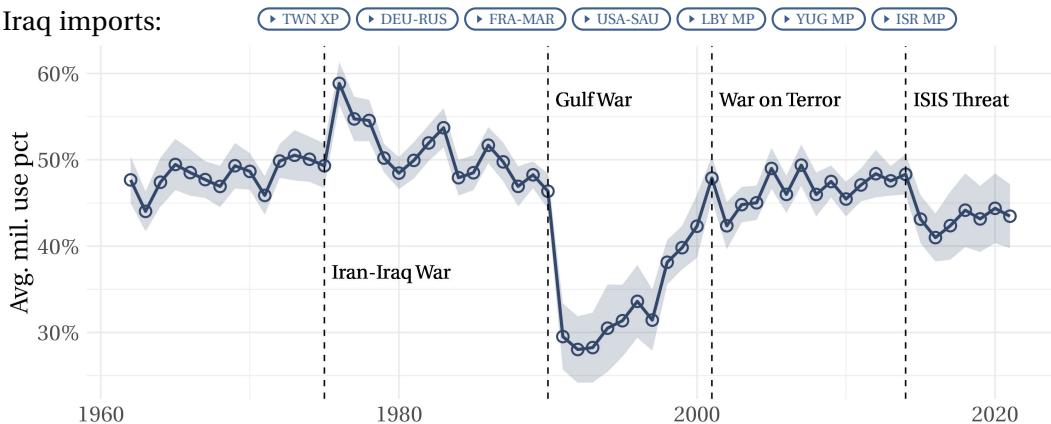 Iraq imports:
TWN XP
DEU-RUS
FRA-MAR
USA-SAU
LBY MP
YUG MP
ISR MP
60%
50%
40%
30%
Avg. mil. use pct
Gulf War
War on Terror
ISIS Threat
Iran-Iraq War
1960
1980
2000
2020